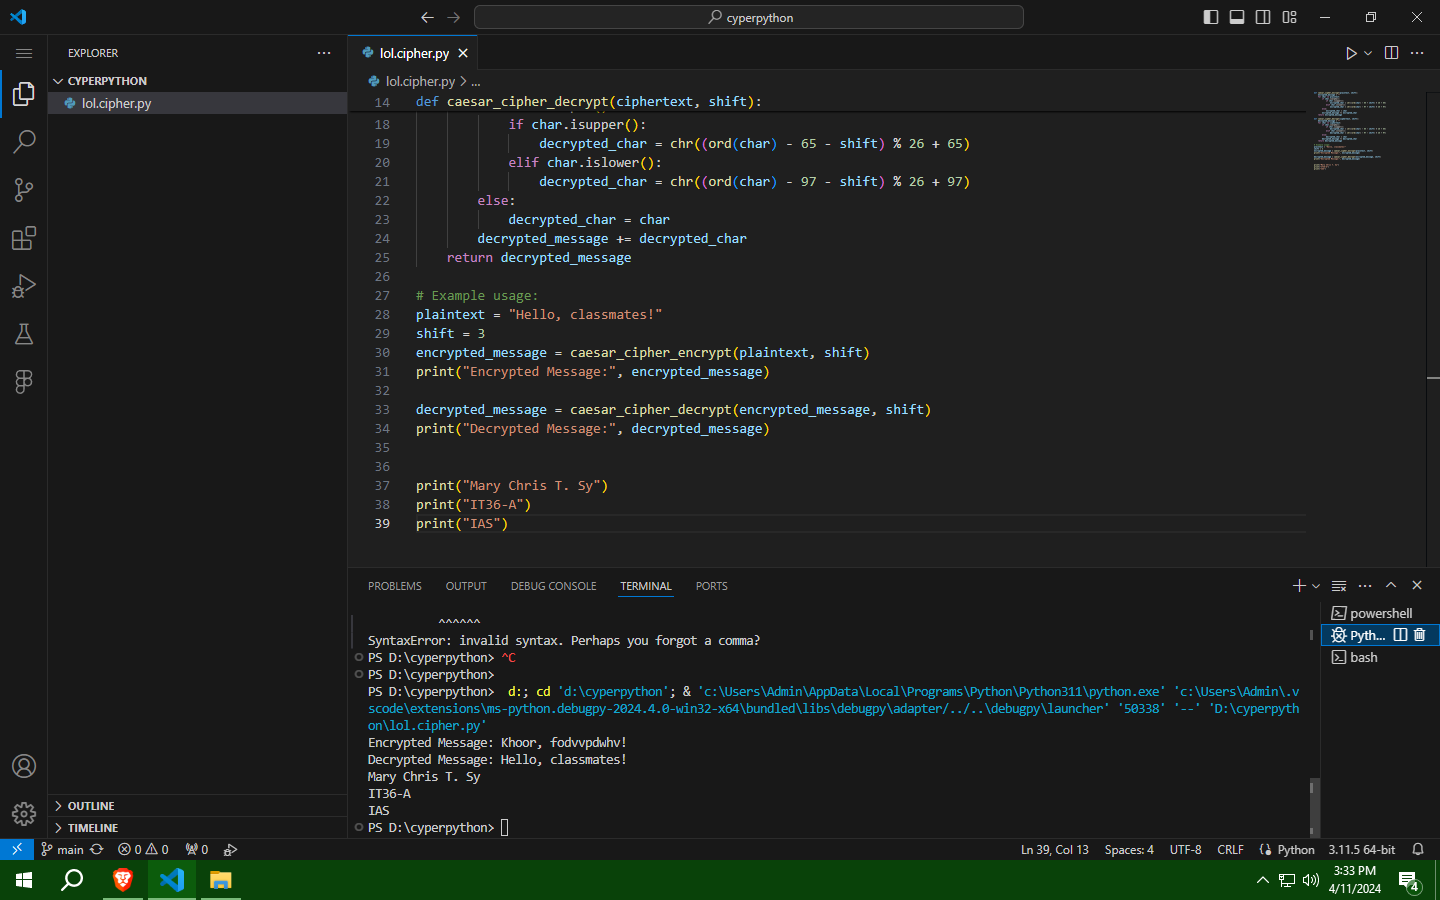 cyperpython
EXPLORER
CYPERPYTHON
lol.cipher.py
OUTLINE
TIMELINE
lol.cipher.py
lol.cipher.py > ...
14 def caesar_cipher_decrypt(ciphertext, shift):
18 if char.isupper():
19 decrypted_char = chr((ord(char) - 65 - shift) % 26 + 65)
20 elif char.islower():
21 decrypted_char = chr((ord(char) - 97 - shift) % 26 + 97)
22 else:
23 decrypted_char = char
24 decrypted_message += decrypted_char
25 return decrypted_message
26
27 # Example usage:
28 plaintext = "Hello, classmates!"
29 shift = 3
30 encrypted_message = caesar_cipher_encrypt(plaintext, shift)
31 print("Encrypted Message:", encrypted_message)
32
33 decrypted_message = caesar_cipher_decrypt(encrypted_message, shift)
34 print("Decrypted Message:", decrypted_message)
35
36
37 print("Mary Chris T. Sy")
38 print("IT36-A")
39 print("IAS")
PROBLEMS OUTPUT DEBUG CONSOLE TERMINAL PORTS
^^^^^^
SyntaxError: invalid syntax. Perhaps you forgot a comma?
PS D:\cyperpython> ^C
PS D:\cyperpython>
PS D:\cyperpython>  d:; cd 'd:\cyperpython'; & 'c:\Users\Admin\AppData\Local\Programs\Python\Python311\python.exe' 'c:\Users\Admin\.v
scode\extensions\ms-python.debugpy-2024.4.0-win32-x64\bundled\libs\debugpy\adapter/../..\debugpy\launcher' '50338' '--' 'D:\cyperpyth
on\lol.cipher.py'
Encrypted Message: Khoor, fodvvpdwhv!
Decrypted Message: Hello, classmates!
Mary Chris T. Sy
IT36-A
IAS
PS D:\cyperpython>
powershell
Pyth...
bash
main 0 0 0 Ln 39, Col 13 Spaces: 4 UTF-8 CRLF Python 3.11.5 64-bit
3:33 PM
4/11/2024
4